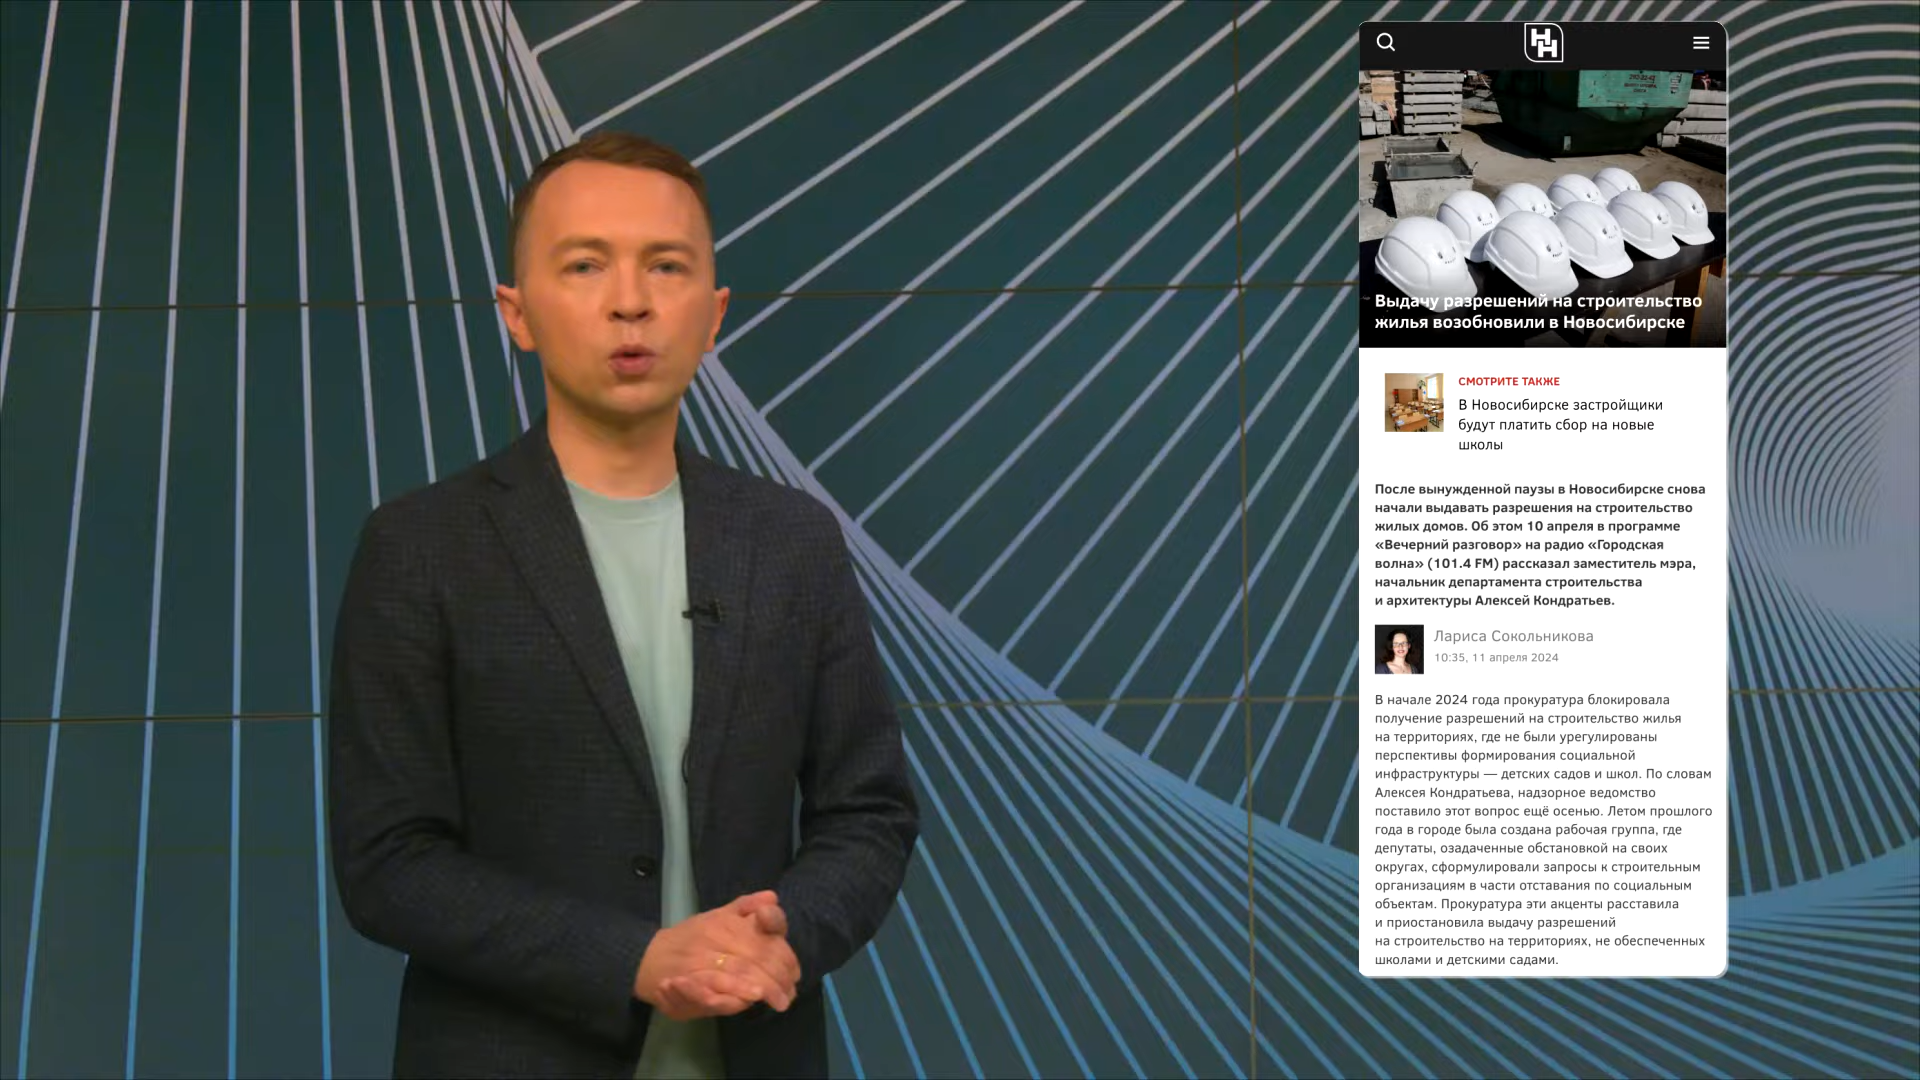 НН
Выдачу разрешений на строительство
жилья возобновили в Новосибирске
СМОТРИТЕ ТАКЖЕ
В Новосибирске застройщики
будут платить сбор на новые
школы
После вынужденной паузы в Новосибирске снова
начали выдавать разрешения на строительство
жилых домов. Об этом 10 апреля в программе
«Вечерний разговор» на радио «Городская
волна» (101.4 FM) рассказал заместитель мэра,
начальник департамента строительства
и архитектуры Алексей Кондратьев.
Лариса Сокольникова
10:35, 11 апреля 2024
В начале 2024 года прокуратура блокировала
получение разрешений на строительство жилья
на территориях, где не были урегулированы
перспективы формирования социальной
инфраструктуры — детских садов и школ. По словам
Алексея Кондратьева, надзорное ведомство
поставило этот вопрос ещё осенью. Летом прошлого
года в городе была создана рабочая группа, где
депутаты, озадаченные обстановкой на своих
округах, сформулировали запросы к строительным
организациям в части отставания по социальным
объектам. Прокуратура эти акценты расставила
и приостановила выдачу разрешений
на строительство на территориях, не обеспеченных
школами и детскими садами.